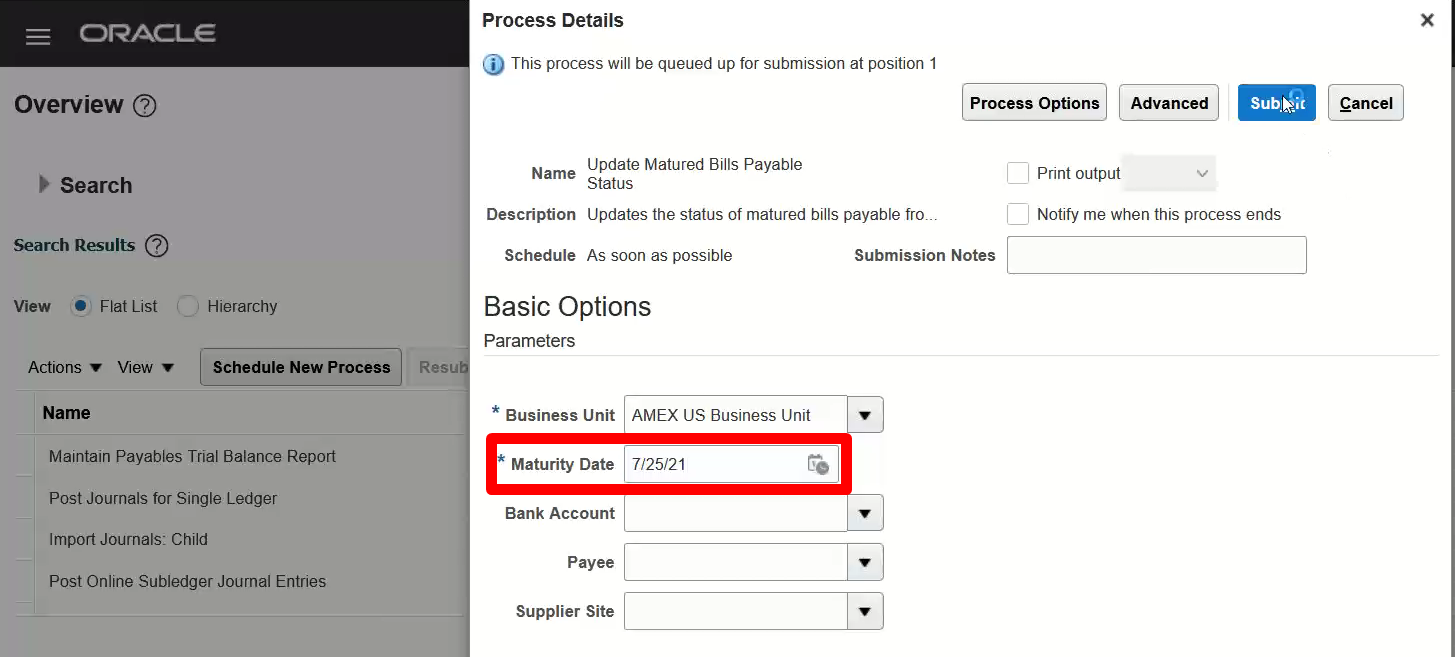 ORACLE
Overview
Search
Search Results
View Flat List Hierarchy
Actions View Schedule New Process Resub
Name
Maintain Payables Trial Balance Report
Post Journals for Single Ledger
Import Journals: Child
Post Online Subledger Journal Entries
Process Details
This process will be queued up for submission at position 1
Process Options Advanced Submit Cancel
Name Update Matured Bills Payable
Status
Print output
Description Updates the status of matured bills payable fro...
Notify me when this process ends
Schedule As soon as possible
Submission Notes
Basic Options
Parameters
* Business Unit AMEX US Business Unit
* Maturity Date 7/25/21
Bank Account
Payee
Supplier Site